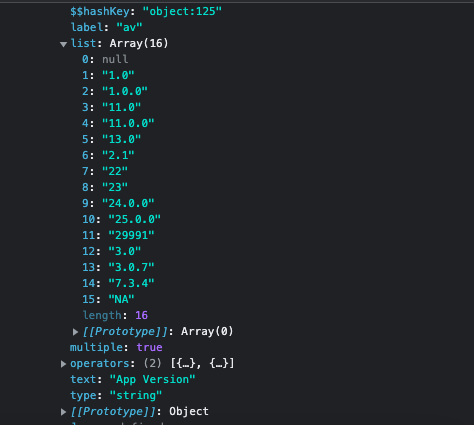 $$hashKey: "object:125"
label: "av"
▼list: Array(16)
0: null
1: "1.0"
2: "1.0.0"
3: "11.0"
4: "11.0.0"
5: "13.0"
6: "2.1"
7: "22"
8: "23"
9: "24.0.0"
10: "25.0.0"
11: "29991"
12: "3.0"
13: "3.0.7"
14: "7.3.4"
15: "NA"
length: 16
▶[[Prototype]]: Array(0)
multiple: true
▶operators: (2) [{…}, {…}]
text: "App Version"
type: "string"
▶[[Prototype]]: Object